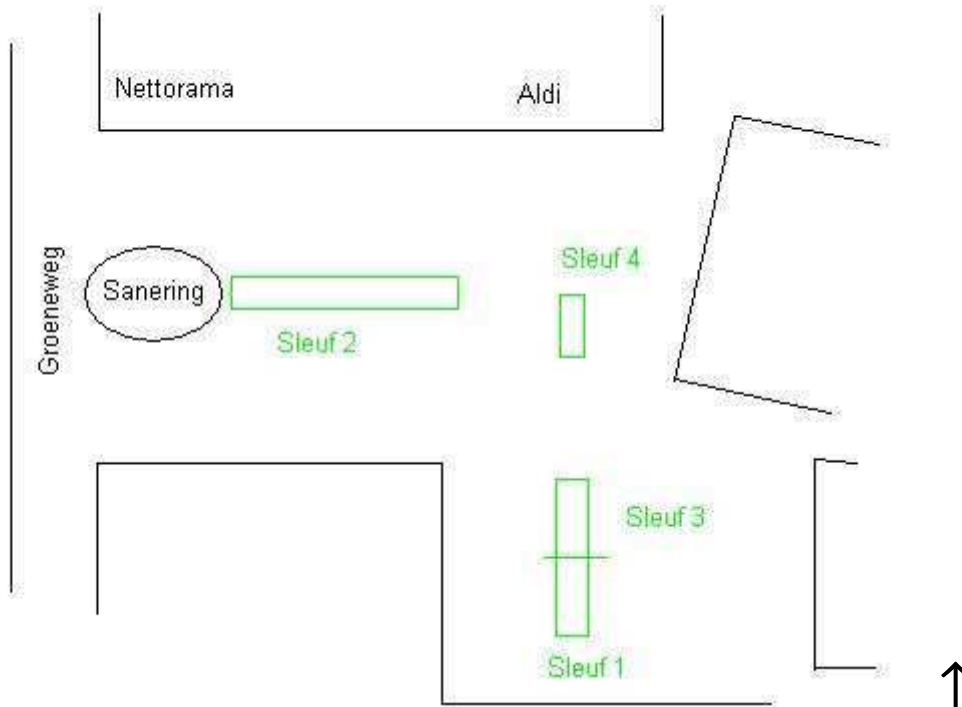 Nettorama
Aldi
Groeneweg
Sanering
Sleuf 4
Sleuf 2
Sleuf 3
Sleuf 1